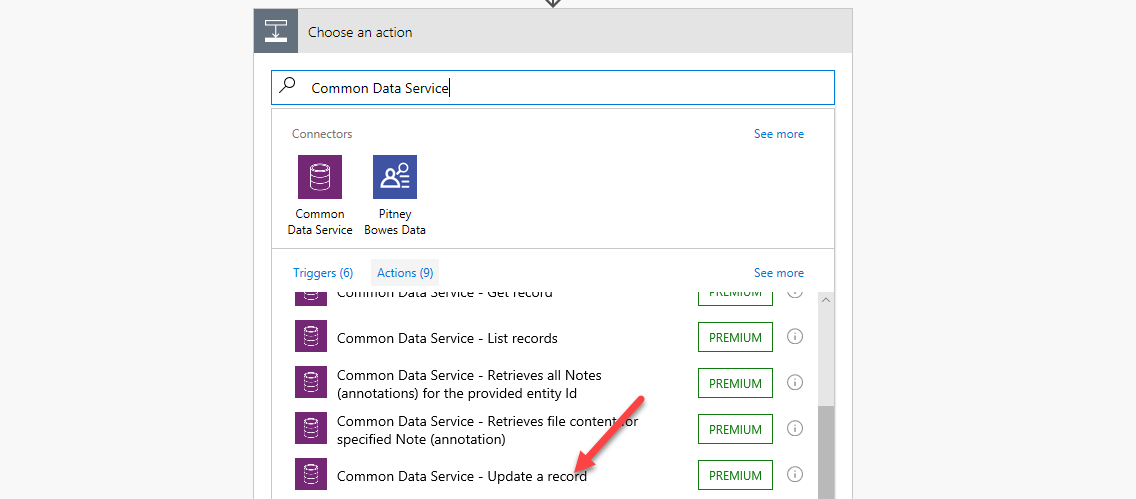 Choose an action
Common Data Service
Connectors
See more
Common
Data Service
Pitney
Bowes Data
Triggers (6)
Actions (9)
See more
Common Data Service - Get record
PREMIUM
Common Data Service - List records
PREMIUM
Common Data Service - Retrieves all Notes
(annotations) for the provided entity Id
PREMIUM
Common Data Service - Retrieves file content for
specified Note (annotation)
PREMIUM
Common Data Service - Update a record
PREMIUM